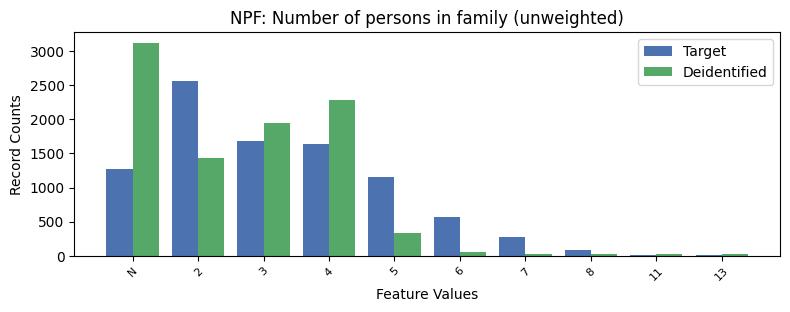 NPF: Number of persons in family (unweighted)
Target
Deidentified
Record Counts
3000
2500
2000
1500
1000
500
0
N 2 3 4 5 6 7 8 11 13
Feature Values